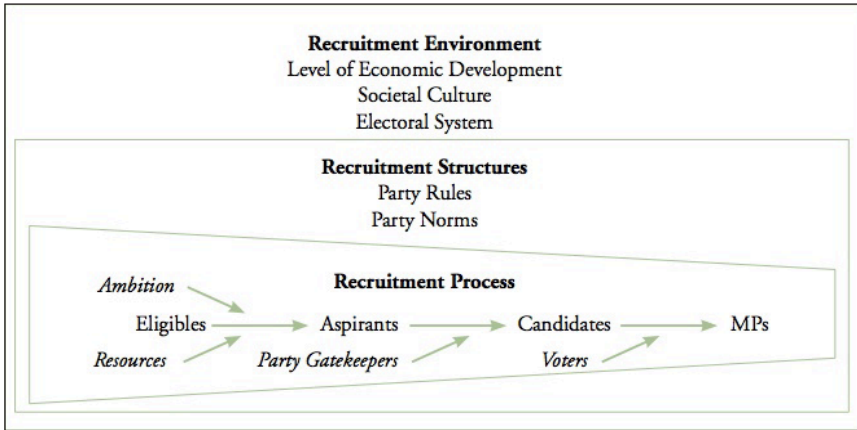 Recruitment Environment
Level of Economic Development
Societal Culture
Electoral System
Recruitment Structures
Party Rules
Party Norms
Recruitment Process
Ambition
Eligibles Aspirants Candidates MPs
Resources Party Gatekeepers Voters